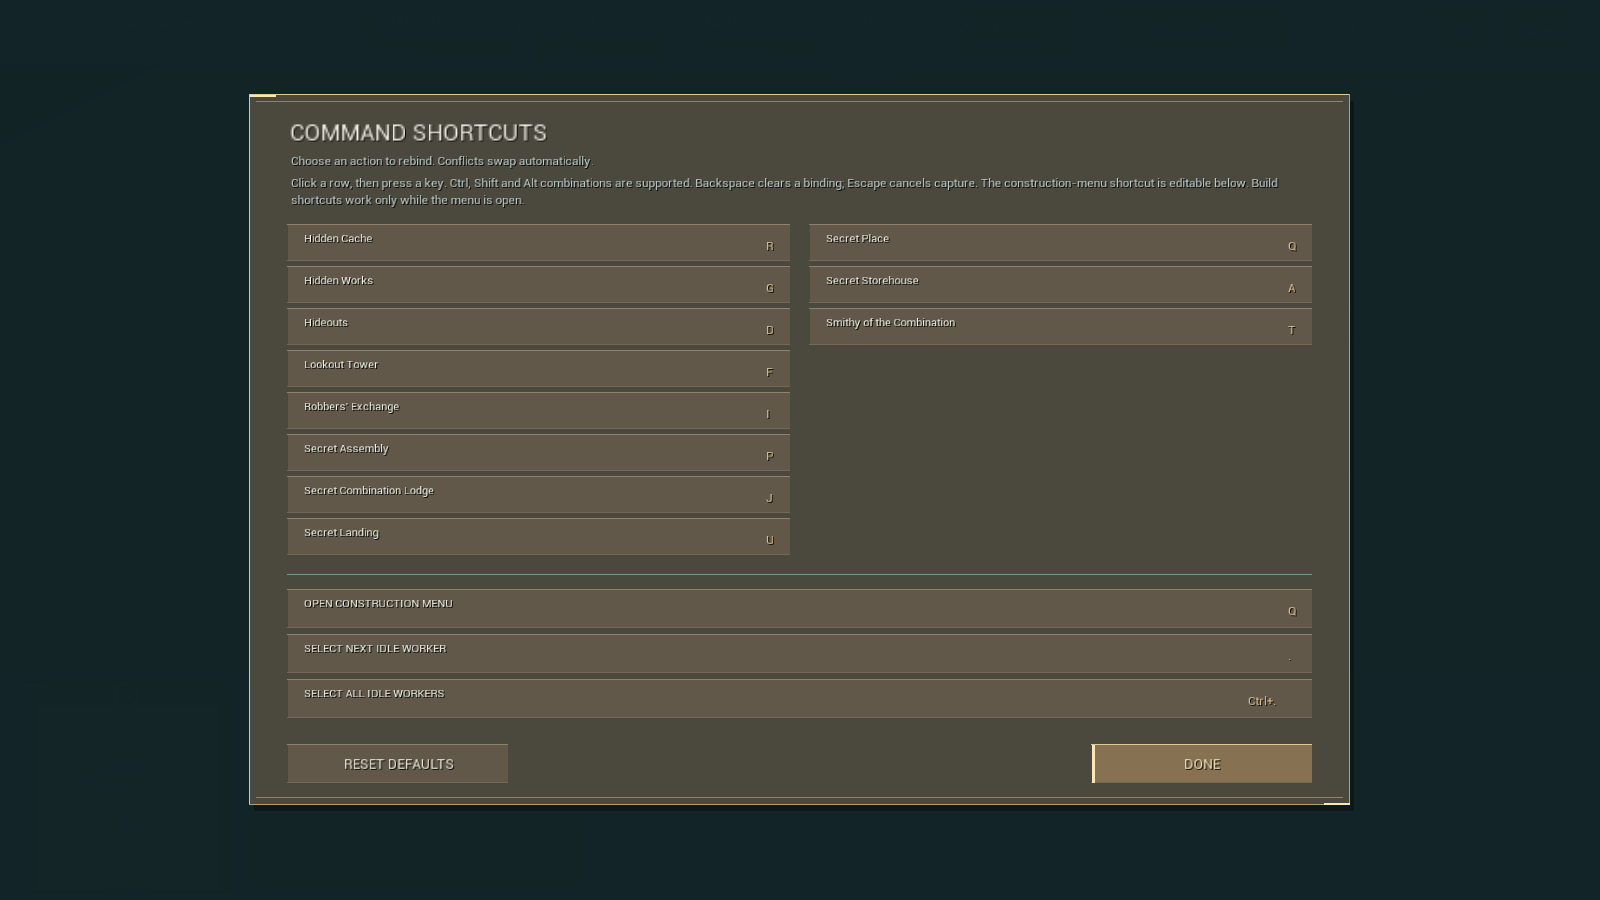 COMMAND SHORTCUTS
Choose an action to rebind. Conflicts swap automatically.
Click a row, then press a key. Ctrl, Shift and Alt combinations are supported. Backspace clears a binding; Escape cancels capture. The construction-menu shortcut is editable below. Build
shortcuts work only while the menu is open.
Hidden Cache R
Hidden Works G
Hideouts D
Lookout Tower F
Robbers' Exchange I
Secret Assembly P
Secret Combination Lodge J
Secret Landing U
Secret Place Q
Secret Storehouse A
Smithy of the Combination T
OPEN CONSTRUCTION MENU Q
SELECT NEXT IDLE WORKER .
SELECT ALL IDLE WORKERS Ctrl+.
RESET DEFAULTS
DONE